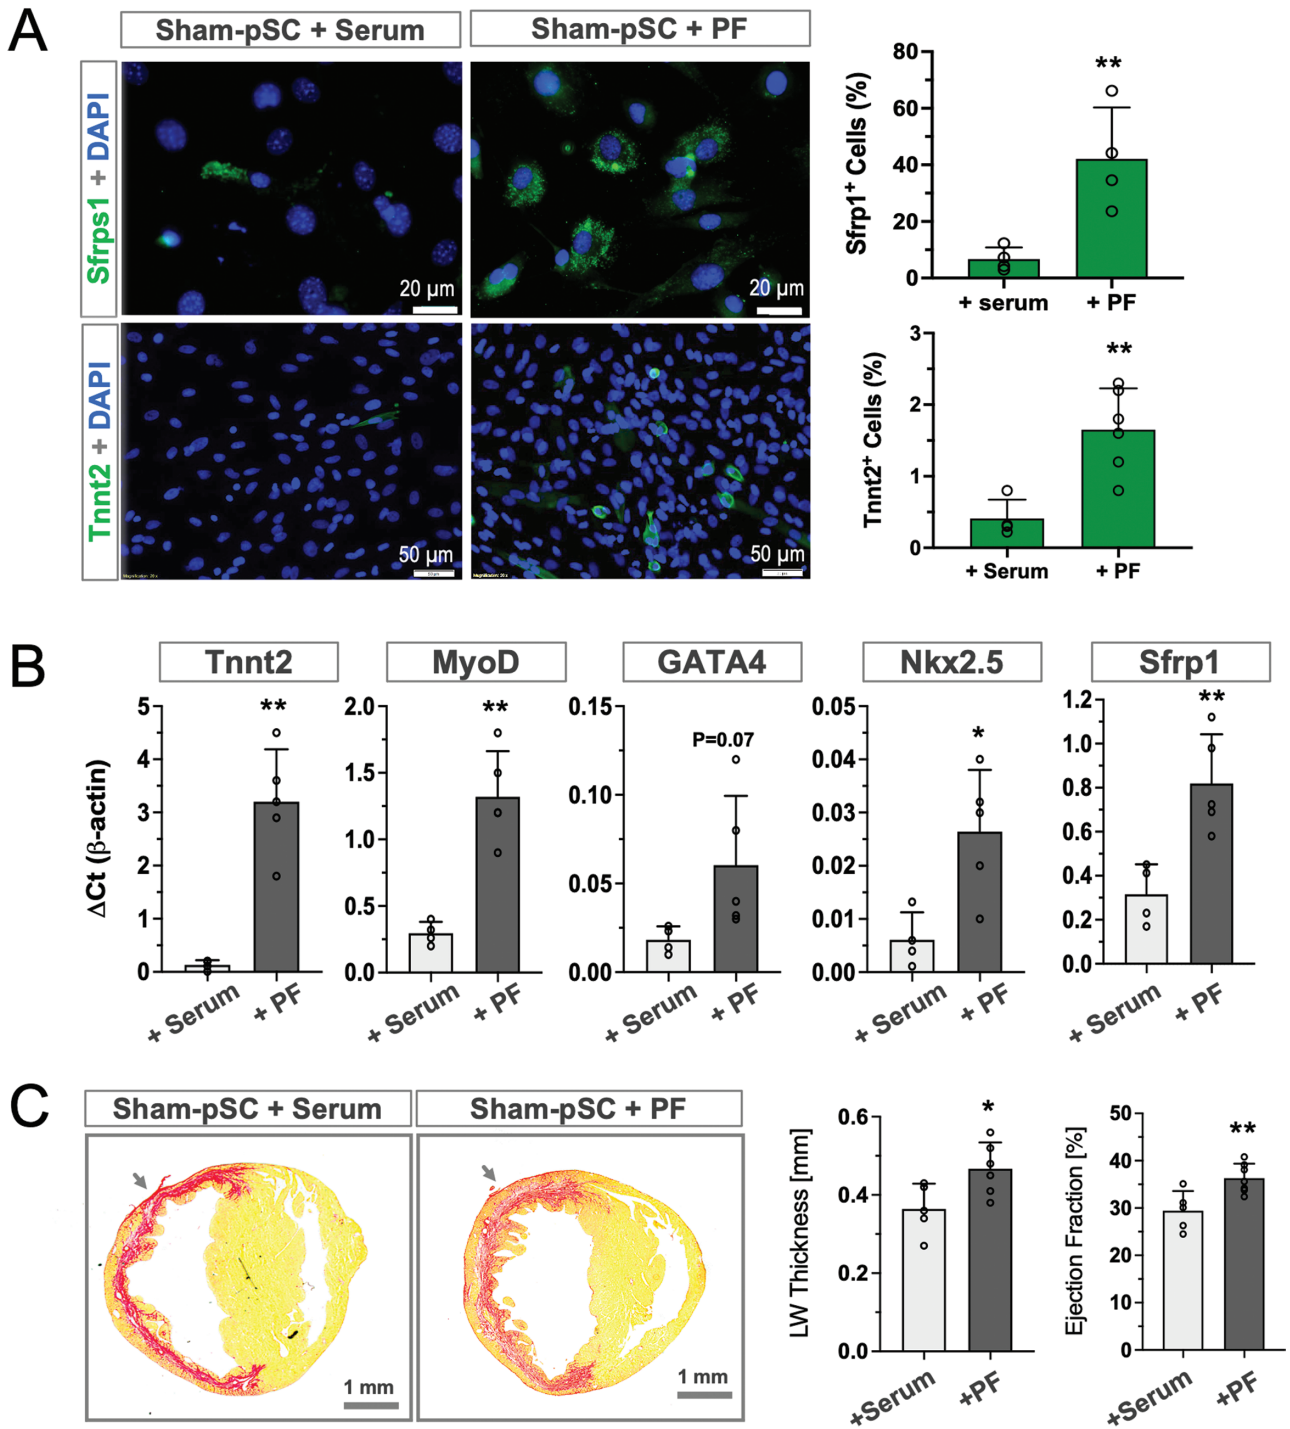 A
Sham-pSC + Serum
Sham-pSC + PF
Sfrps1 + DAPI
20 µm
20 µm
Tnnt2 + DAPI
50 µm
50 µm
Magnification: 20 x
Magnification: 20 x
Sfrp1+ Cells (%)
80
60
40
20
0
**
+ serum
+ PF
Tnnt2+ Cells (%)
3
2
1
0
**
+ Serum
+ PF
B
Tnnt2
MyoD
GATA4
Nkx2.5
Sfrp1
ΔCt (β-actin)
5
4
3
2
1
0
**
+ Serum
+ PF
2.0
1.5
1.0
0.5
0.0
**
+ Serum
+ PF
0.15
0.10
0.05
0.00
P=0.07
+ Serum
+ PF
0.05
0.04
0.03
0.02
0.01
0.00
*
+ Serum
+ PF
1.2
1.0
0.8
0.6
0.4
0.2
0.0
**
+ Serum
+ PF
C
Sham-pSC + Serum
Sham-pSC + PF
1 mm
1 mm
LW Thickness [mm]
0.6
0.4
0.2
0.0
*
+Serum
+PF
Ejection Fraction [%]
50
40
30
20
10
0
**
+Serum
+PF